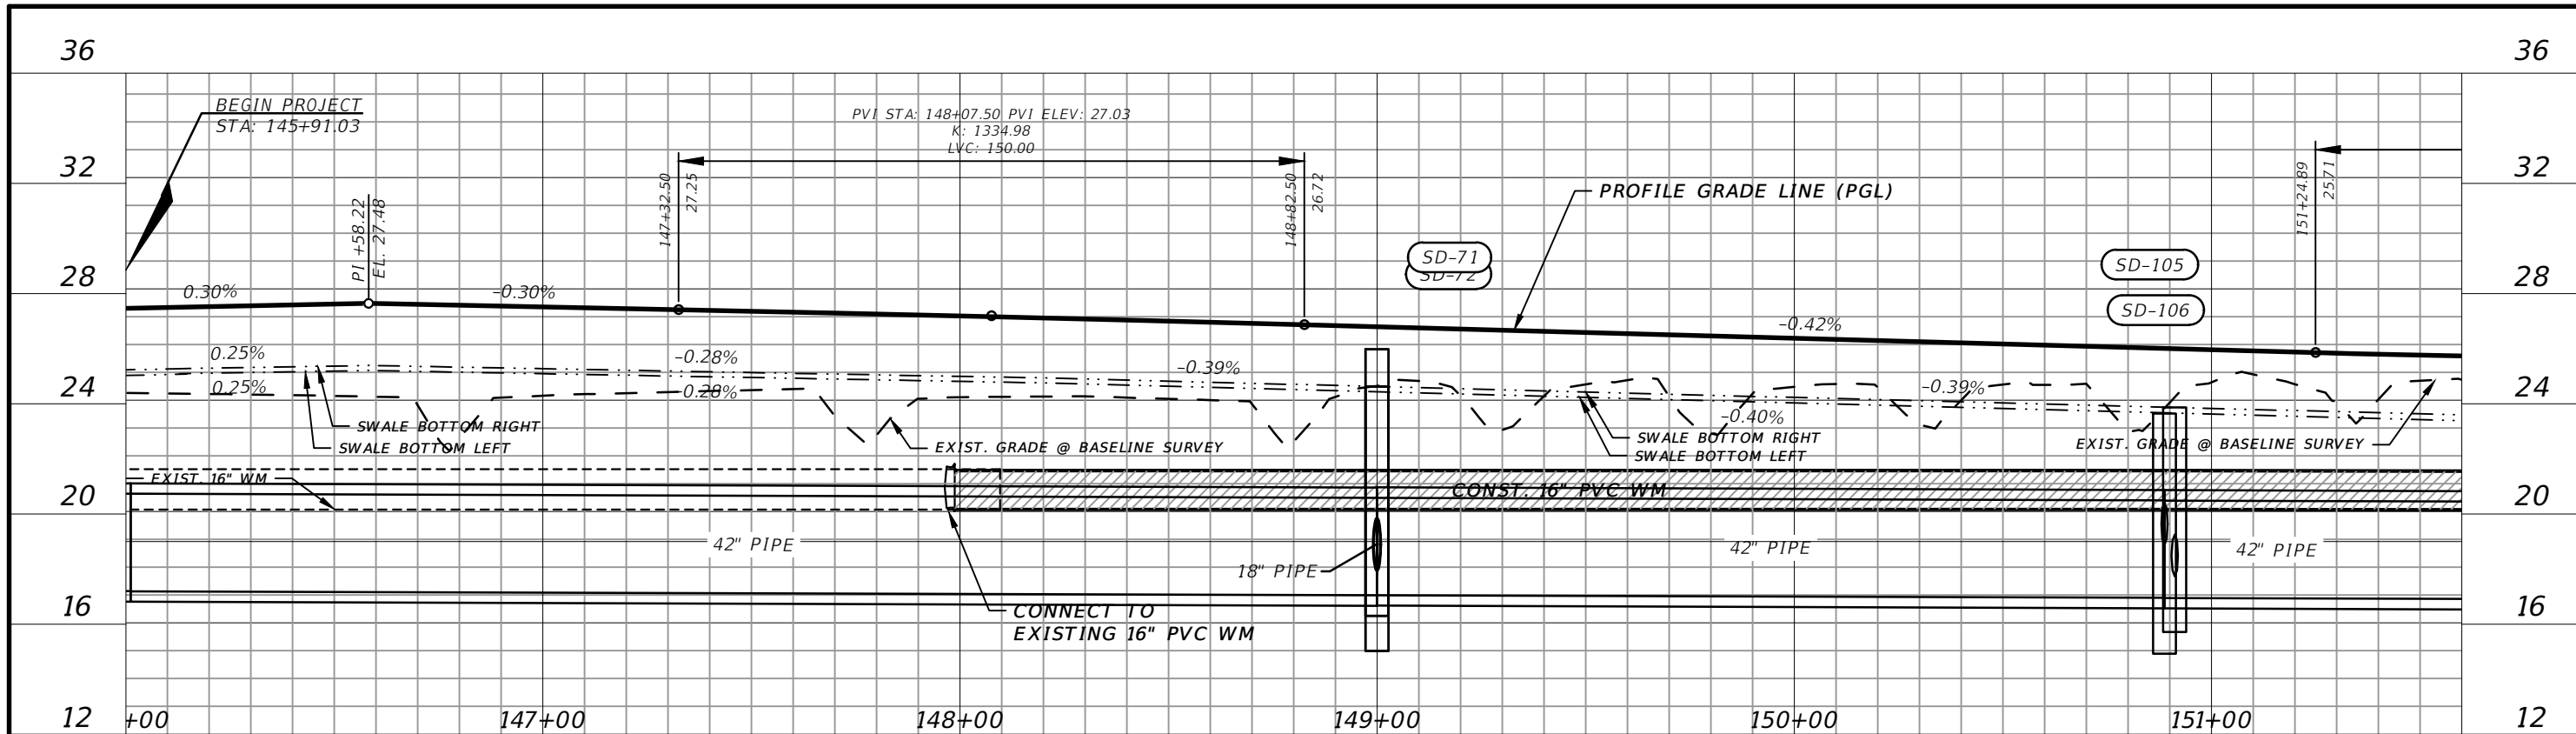 36
36
BEGIN PROJECT
STA: 145+91.03
PVI STA: 148+07.50 PVI ELEV: 27.03
K: 1334.98
LVC: 150.00
32
32
147+32.50
27.25
148+82.50
26.72
151+24.89
25.71
PROFILE GRADE LINE (PGL)
PI +58.22
EL. 27.48
SD-71
SD-72
SD-105
28
28
0.30%
-0.30%
SD-106
-0.42%
0.25%
-0.28%
-0.39%
24
0.25%
-0.28%
-0.39%
24
-0.40%
SWALE BOTTOM RIGHT
SWALE BOTTOM LEFT
EXIST. GRADE @ BASELINE SURVEY
SWALE BOTTOM RIGHT
SWALE BOTTOM LEFT
EXIST. GRADE @ BASELINE SURVEY
EXIST. 16" WM
CONST. 16" PVC WM
20
20
42" PIPE
42" PIPE
42" PIPE
18" PIPE
16
16
CONNECT TO
EXISTING 16" PVC WM
12
+00
147+00
148+00
149+00
150+00
151+00
12